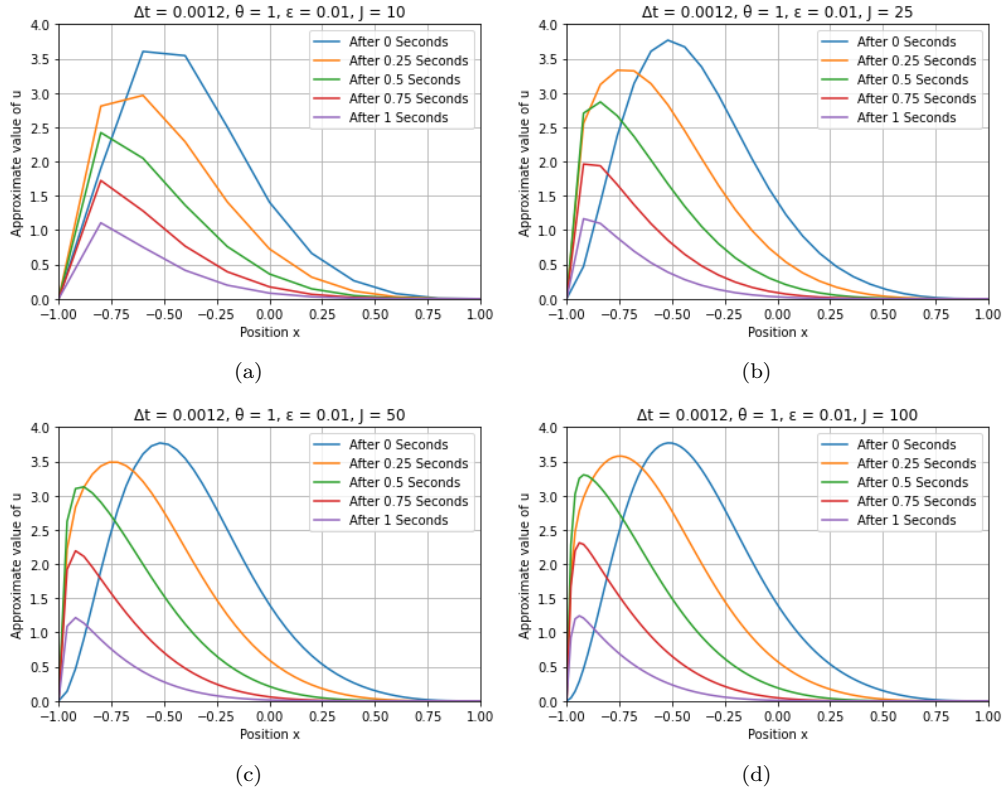 Δt = 0.0012, θ = 1, ε = 0.01, J = 10
4.0
3.5
3.0
2.5
2.0
1.5
1.0
0.5
0.0
Approximate value of u
After 0 Seconds
After 0.25 Seconds
After 0.5 Seconds
After 0.75 Seconds
After 1 Seconds
−1.00 −0.75 −0.50 −0.25 0.00 0.25 0.50 0.75 1.00
Position x
(a)
Δt = 0.0012, θ = 1, ε = 0.01, J = 25
4.0
3.5
3.0
2.5
2.0
1.5
1.0
0.5
0.0
Approximate value of u
After 0 Seconds
After 0.25 Seconds
After 0.5 Seconds
After 0.75 Seconds
After 1 Seconds
−1.00 −0.75 −0.50 −0.25 0.00 0.25 0.50 0.75 1.00
Position x
(b)
Δt = 0.0012, θ = 1, ε = 0.01, J = 50
4.0
3.5
3.0
2.5
2.0
1.5
1.0
0.5
0.0
Approximate value of u
After 0 Seconds
After 0.25 Seconds
After 0.5 Seconds
After 0.75 Seconds
After 1 Seconds
−1.00 −0.75 −0.50 −0.25 0.00 0.25 0.50 0.75 1.00
Position x
(c)
Δt = 0.0012, θ = 1, ε = 0.01, J = 100
4.0
3.5
3.0
2.5
2.0
1.5
1.0
0.5
0.0
Approximate value of u
After 0 Seconds
After 0.25 Seconds
After 0.5 Seconds
After 0.75 Seconds
After 1 Seconds
−1.00 −0.75 −0.50 −0.25 0.00 0.25 0.50 0.75 1.00
Position x
(d)